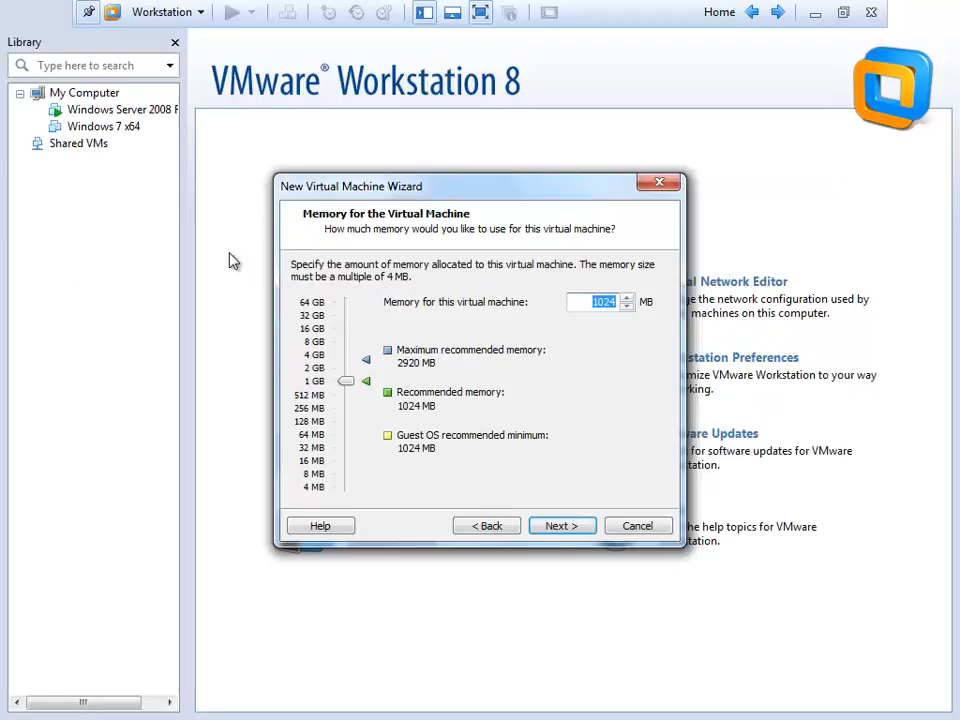 Workstation
Home
Library
Type here to search
My Computer
Windows Server 2008 F
Windows 7 x64
Shared VMs
VMware® Workstation 8
New Virtual Machine Wizard
Memory for the Virtual Machine
How much memory would you like to use for this virtual machine?
Specify the amount of memory allocated to this virtual machine. The memory size
must be a multiple of 4 MB.
64 GB
32 GB
16 GB
8 GB
4 GB
2 GB
1 GB
512 MB
256 MB
128 MB
64 MB
32 MB
16 MB
8 MB
4 MB
Memory for this virtual machine: 1024 MB
Maximum recommended memory:
2920 MB
Recommended memory:
1024 MB
Guest OS recommended minimum:
1024 MB
Help
< Back
Next >
Cancel
al Network Editor
ge the network configuration used by
machines on this computer.
station Preferences
mize VMware Workstation to your way
rking.
ware Updates
for software updates for VMware
station.
he help topics for VMware
station.